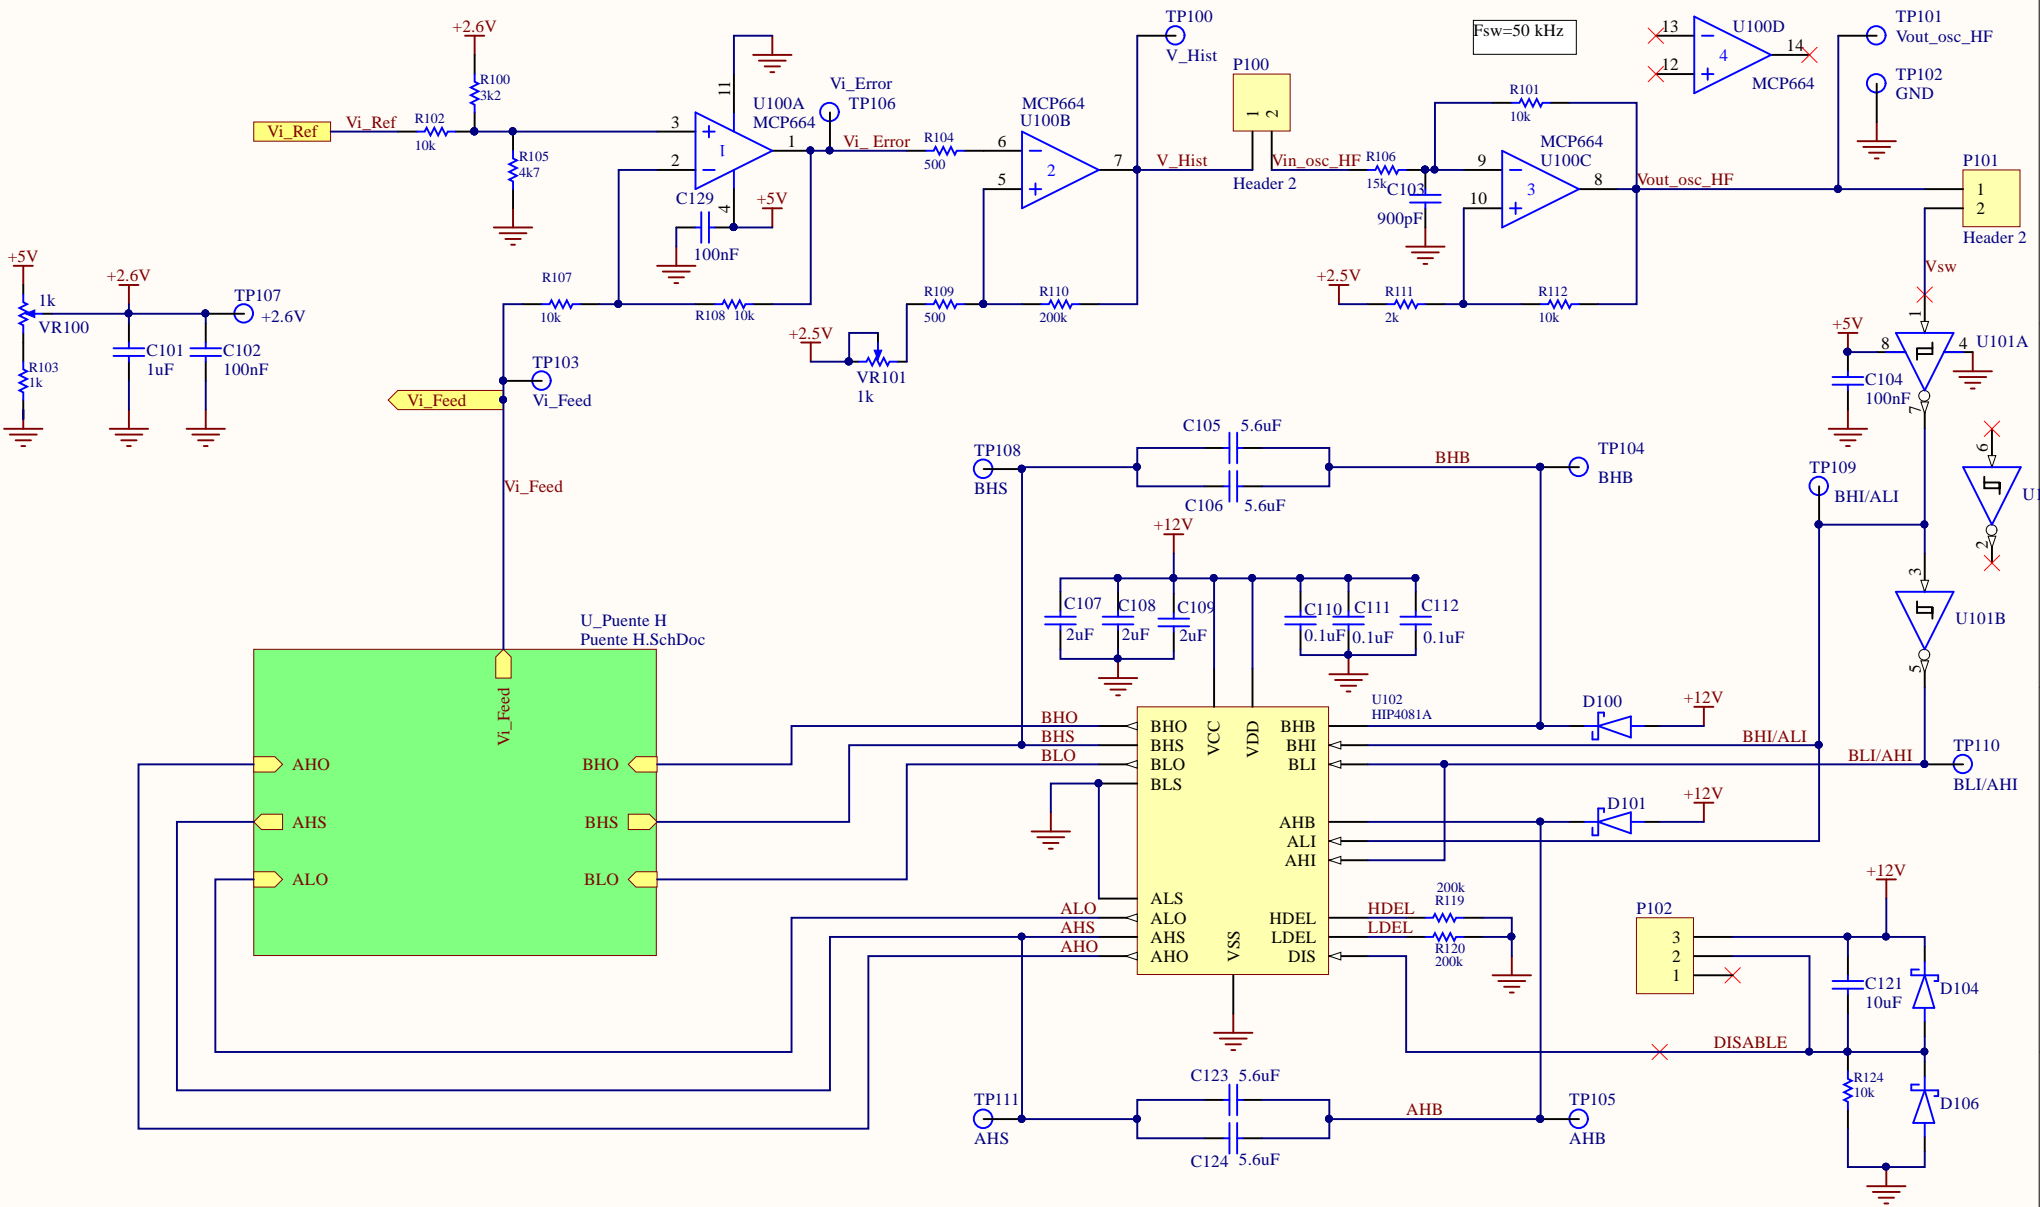 +2.6V
R100
3k2
Vi_Ref
Vi_Ref
R102
10k
R105
4k7
3
2
11
4
1
U100A
MCP664
1
C129
100nF
+5V
Vi_Error
TP106
Vi_ Error
R104
500
MCP664
U100B
6
5
2
7
TP100
V_Hist
V_Hist
P100
1
2
Header 2
Vin_osc_HF
R106
15k
C103
900pF
Fsw=50 kHz
R101
10k
MCP664
U100C
9
10
3
8
Vout_osc_HF
13
12
4
14
U100D
MCP664
TP101
Vout_osc_HF
TP102
GND
P101
1
2
Header 2
Vsw
+5V
1k
VR100
R103
1k
+2.6V
TP107
+2.6V
C101
1uF
C102
100nF
R107
10k
R108
10k
R109
500
R110
200k
+2.5V
VR101
1k
+2.5V
R111
2k
R112
10k
TP103
Vi_Feed
Vi_Feed
Vi_Feed
+5V
C104
100nF
1
8
4
U101A
7
6
2
U1
TP109
BHI/ALI
3
U101B
5
TP108
BHS
C105
5.6uF
C106
5.6uF
BHB
TP104
BHB
+12V
C107
2uF
C108
2uF
C109
2uF
C110
0.1uF
C111
0.1uF
C112
0.1uF
U_Puente H
Puente H.SchDoc
Vi_Feed
AHO
AHS
ALO
BHO
BHS
BLO
BHO
BHS
BLO
ALO
AHS
AHO
U102
HIP4081A
BHO
BHS
BLO
BLS
ALS
ALO
AHS
AHO
VCC
VDD
VSS
BHB
BHI
BLI
AHB
ALI
AHI
HDEL
LDEL
DIS
D100
+12V
BHI/ALI
BLI/AHI
TP110
BLI/AHI
D101
+12V
HDEL
LDEL
200k
R119
R120
200k
P102
3
2
1
+12V
C121
10uF
D104
DISABLE
R124
10k
D106
TP111
AHS
C123
5.6uF
C124
5.6uF
AHB
TP105
AHB